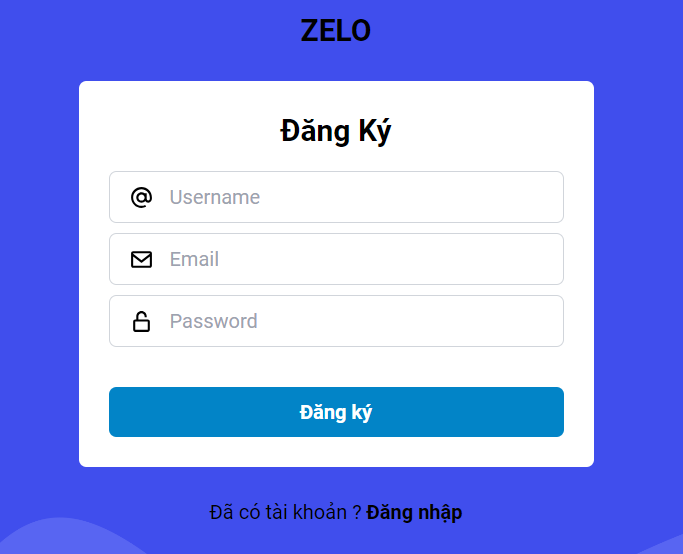 ZELO
Đăng Ký
Username
Email
Password
Đăng ký
Đã có tài khoản ? Đăng nhập